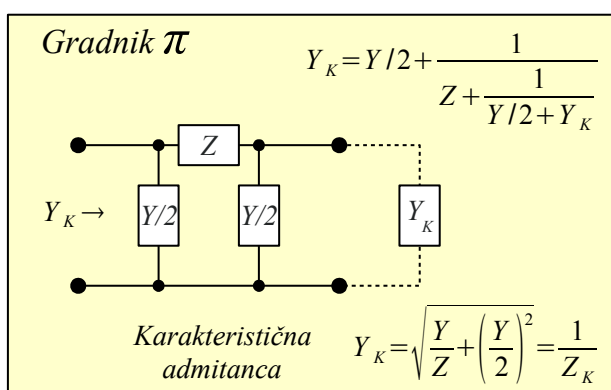 Gradnik π
Y_K = Y/2 + 1/(Z + 1/(Y/2 + Y_K))
Z
Y_K →
Y/2
Y/2
Y_K
Karakteristična
admitanca
Y_K = √(Y/Z + (Y/2)²) = 1/Z_K